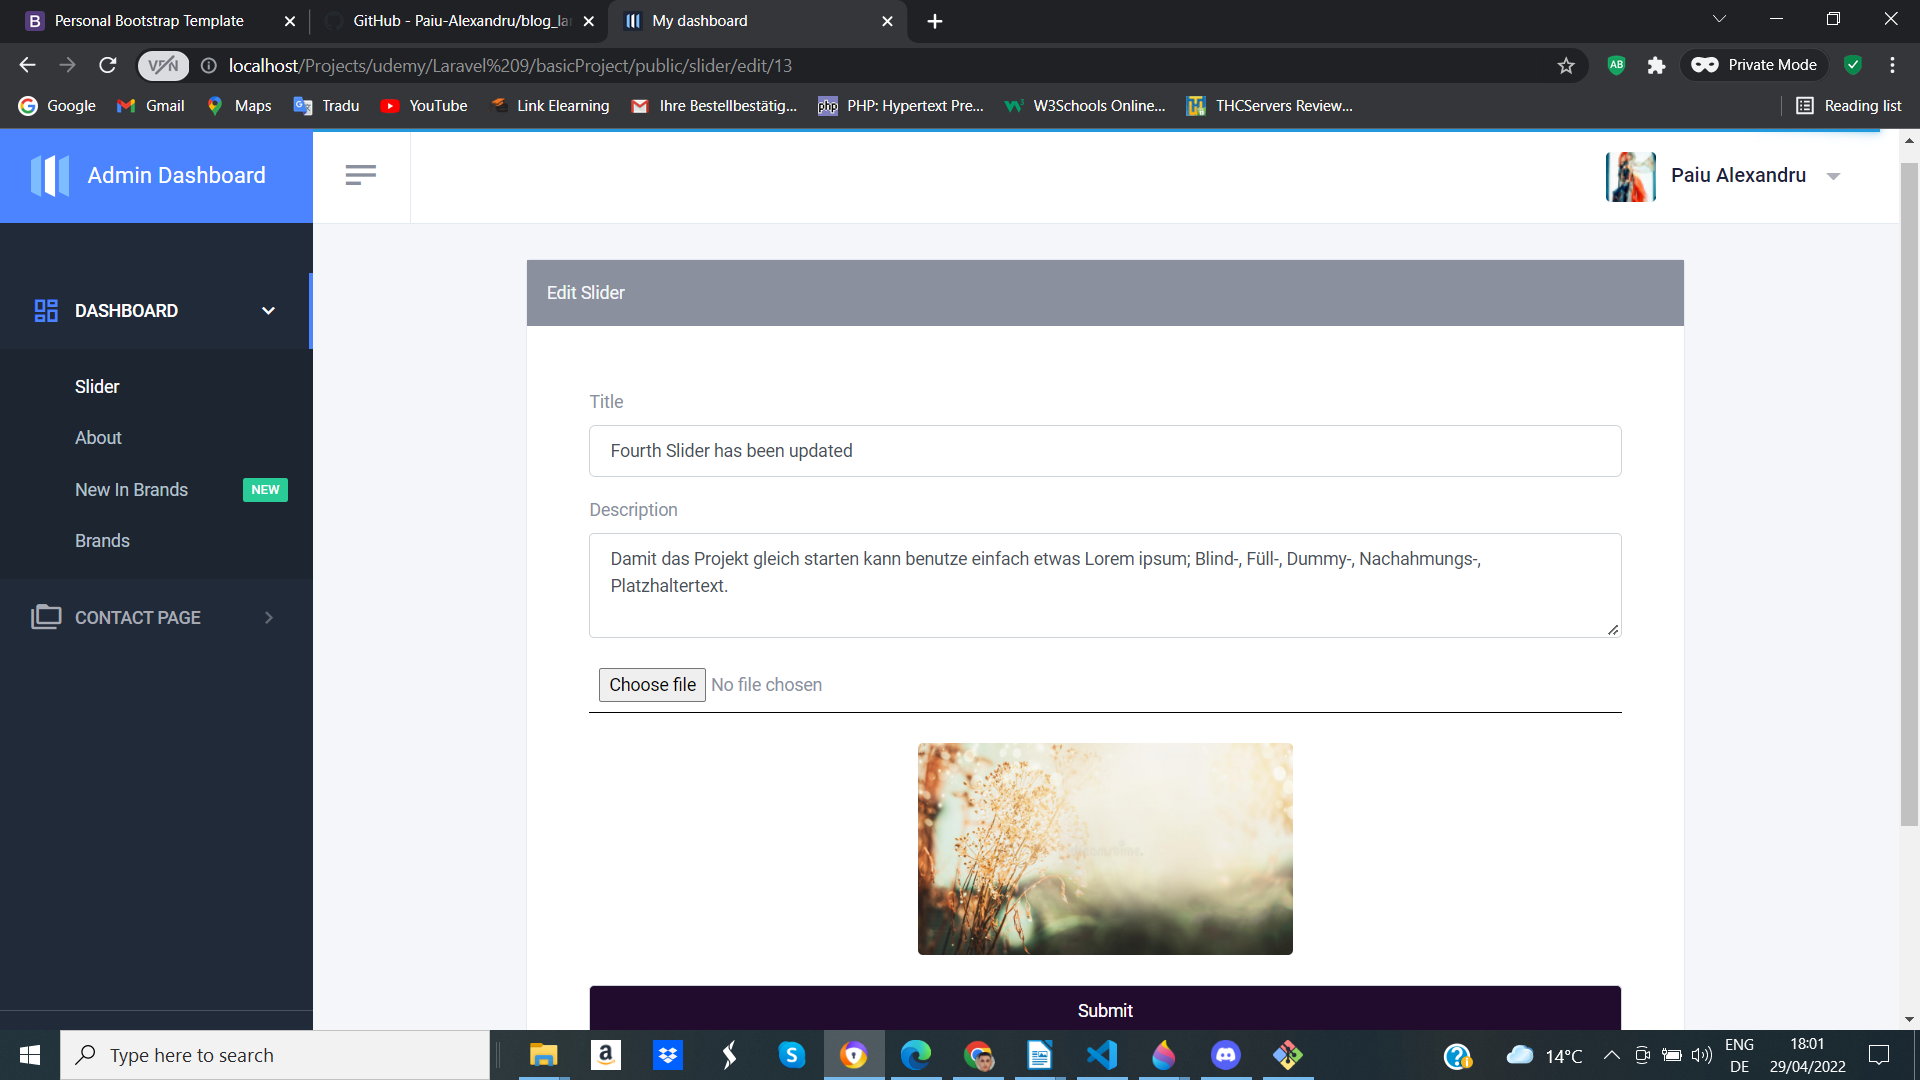 Personal Bootstrap Template
GitHub - Paiu-Alexandru/blog_la
My dashboard
VPN
localhost/Projects/udemy/Laravel%209/basicProject/public/slider/edit/13
Private Mode
Google
Gmail
Maps
Tradu
YouTube
Link Elearning
Ihre Bestellbestätig...
PHP: Hypertext Pre...
W3Schools Online...
THCServers Review...
Reading list
Admin Dashboard
Paiu Alexandru
DASHBOARD
Slider
About
New In Brands NEW
Brands
CONTACT PAGE
Edit Slider
Title
Fourth Slider has been updated
Description
Damit das Projekt gleich starten kann benutze einfach etwas Lorem ipsum; Blind-, Füll-, Dummy-, Nachahmungs-,
Platzhaltertext.
Choose file No file chosen
Submit
Type here to search
14°C
ENG
DE
18:01
29/04/2022